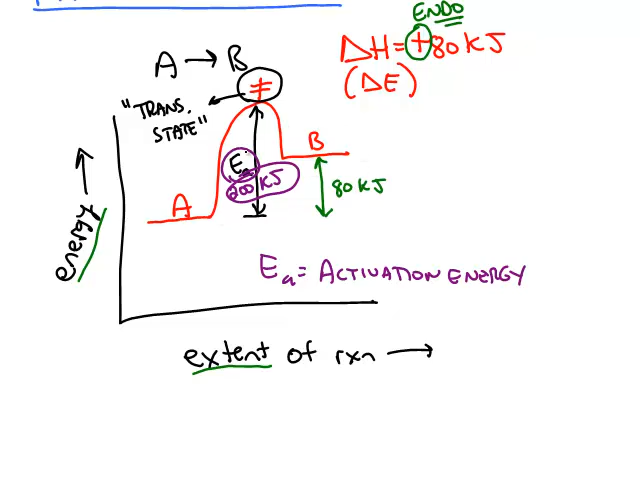 ENDO
ΔH = +80 KJ
(ΔE)
A → B
‡
"TRANS.
STATE"
B
Ea
200 KJ
80 KJ
A
energy →
Ea = ACTIVATION ENERGY
extent of rxn →